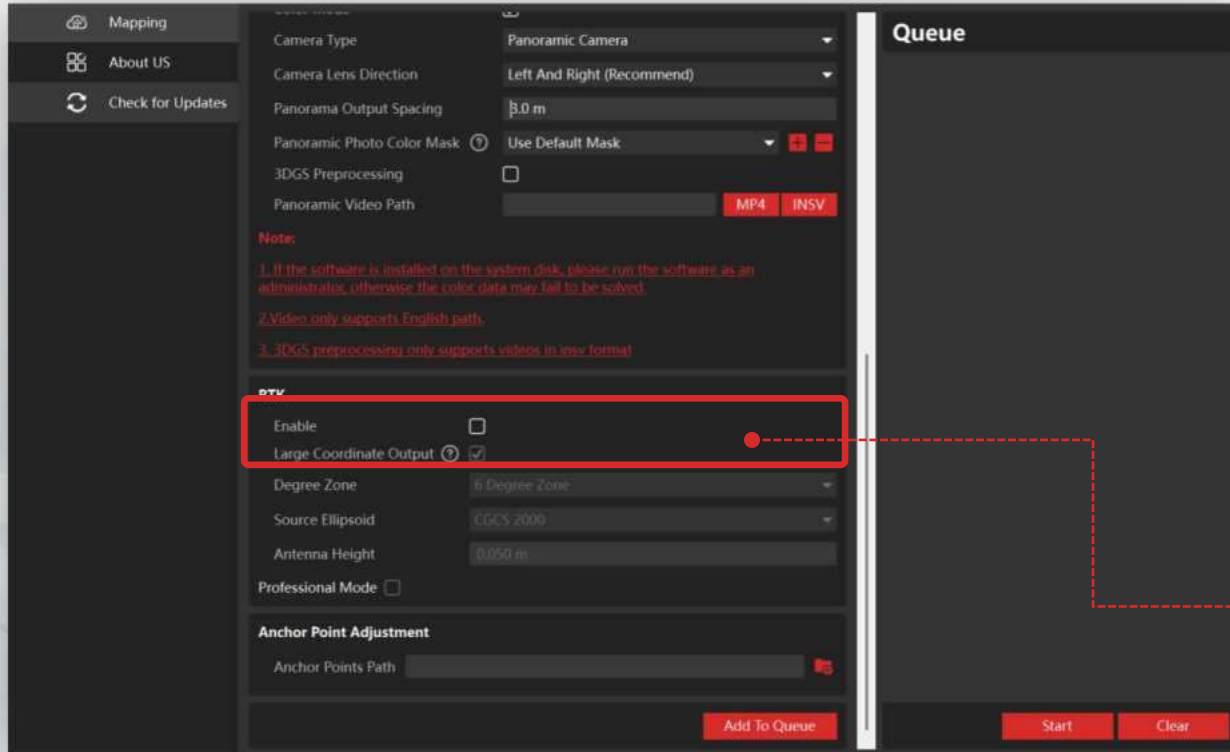 Mapping
About US
Check for Updates
Camera Type
Panoramic Camera
Camera Lens Direction
Left And Right (Recommend)
Panorama Output Spacing
3.0 m
Panoramic Photo Color Mask
Use Default Mask
3DGS Preprocessing
Panoramic Video Path
MP4
INSV
Note:
1. If the software is installed on the system disk, please run the software as an
administrator, otherwise the color data may fail to be solved.
2.Video only supports English path.
3. 3DGS preprocessing only supports videos in insv format
RTK
Enable
Large Coordinate Output
Degree Zone
6 Degree Zone
Source Ellipsoid
CGCS 2000
Antenna Height
0.050 m
Professional Mode
Anchor Point Adjustment
Anchor Points Path
Add To Queue
Queue
Start
Clear